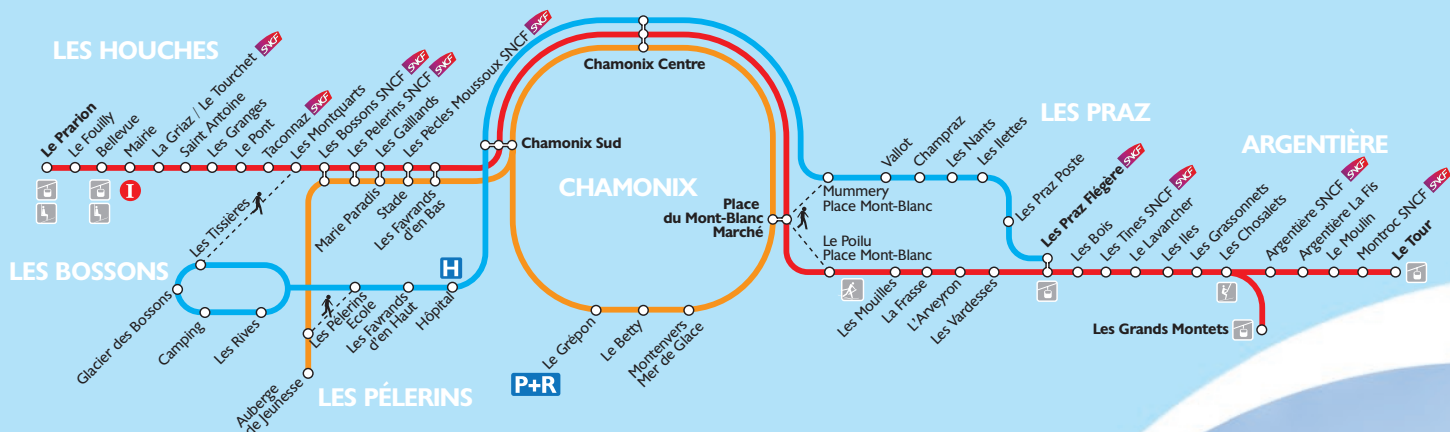 LES HOUCHES
Le Prarion
Le Fouilly
Bellevue
Mairie
La Griaz / Le Tourchet SNCF
Saint Antoine
Les Granges
Le Pont
Taconnaz SNCF
Les Montquarts
Les Bossons SNCF SNCF
Les Pelerins SNCF SNCF
Les Gaillands
Les Pècles Moussoux SNCF SNCF
I
Marie Paradis
Stade
Les Favrands
d'en Bas
Chamonix Sud
Chamonix Centre
CHAMONIX
Place
du Mont-Blanc
Marché
LES BOSSONS
Les Tissières
Glacier des Bossons
Camping
Les Rives
Les Pélerins
Ecole
Les Favrands
d'en Haut
Hôpital
H
Auberge
de Jeunesse
LES PÉLERINS
P+R
Le Grépon
Le Betty
Montenvers
Mer de Glace
Mummery
Place Mont-Blanc
Vallot
Champraz
Les Nants
Les Ilettes
LES PRAZ
Les Praz Poste
Les Praz Flégère SNCF
Le Poilu
Place Mont-Blanc
Les Mouilles
La Frasse
L'Arveyron
Les Vardesses
ARGENTIÈRE
Les Bois
Les Tines SNCF SNCF
Le Lavancher
Les Iles
Les Grassonnets
Les Chosalets
Argentière SNCF SNCF
Argentière La Fis
Le Moulin
Montroc SNCF SNCF
Le Tour
Les Grands Montets